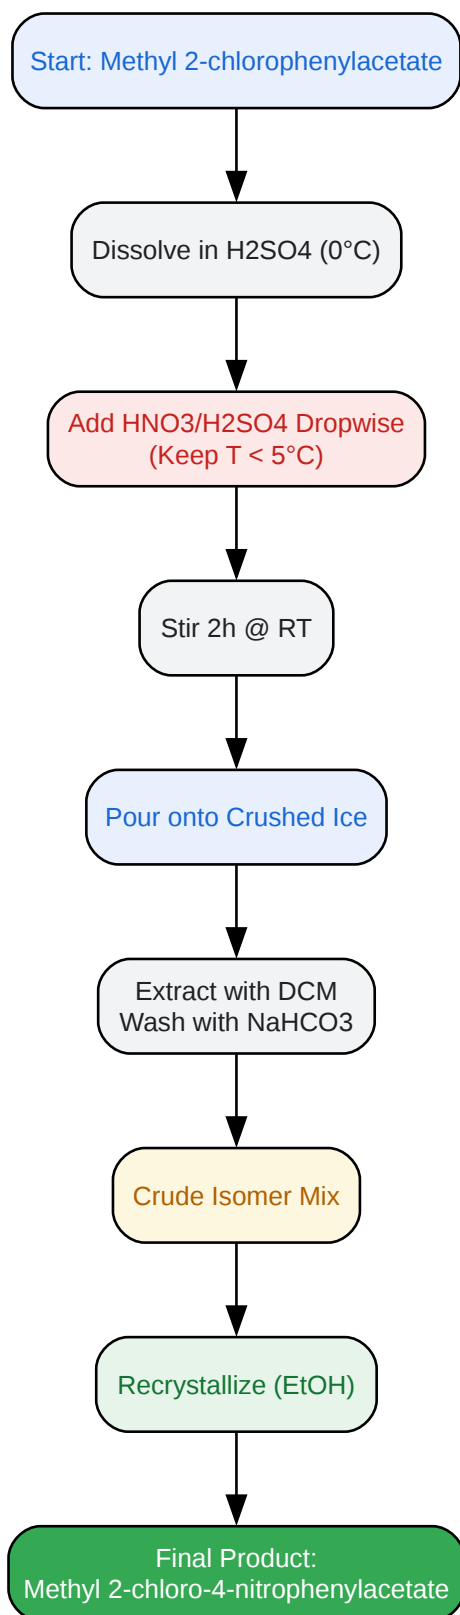 Start: Methyl 2-chlorophenylacetate
Dissolve in H2SO4 (0°C)
Add HNO3/H2SO4 Dropwise
(Keep T < 5°C)
Stir 2h @ RT
Pour onto Crushed Ice
Extract with DCM
Wash with NaHCO3
Crude Isomer Mix
Recrystallize (EtOH)
Final Product:
Methyl 2-chloro-4-nitrophenylacetate